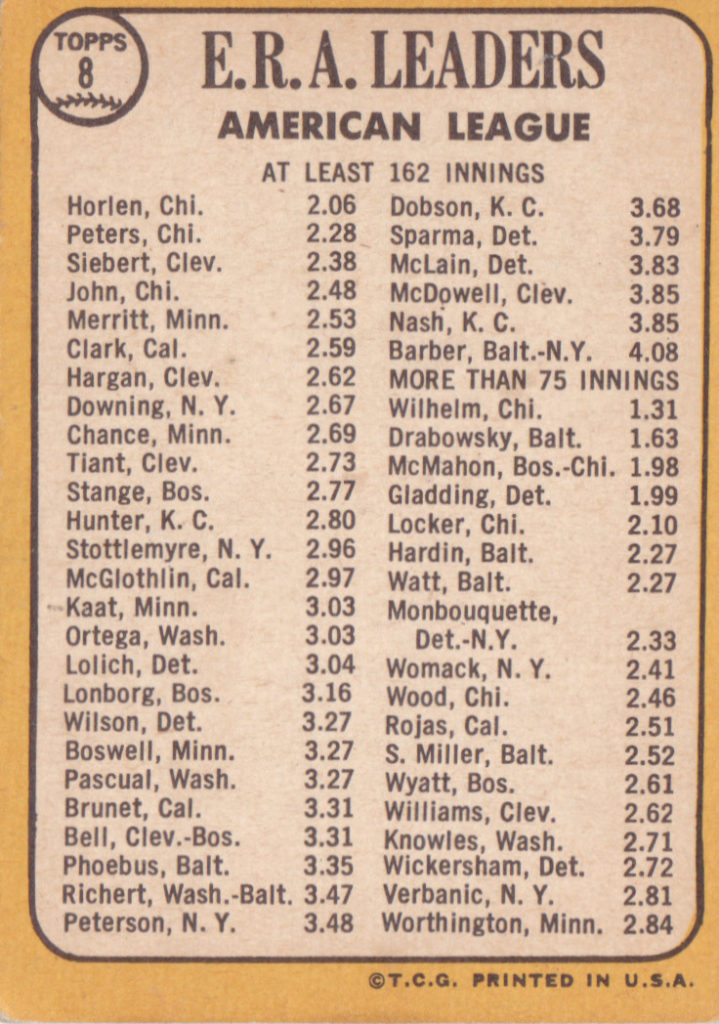 TOPPS
8
E.R.A. LEADERS
AMERICAN LEAGUE
AT LEAST 162 INNINGS
Horlen, Chi. 2.06
Peters, Chi. 2.28
Siebert, Clev. 2.38
John, Chi. 2.48
Merritt, Minn. 2.53
Clark, Cal. 2.59
Hargan, Clev. 2.62
Downing, N. Y. 2.67
Chance, Minn. 2.69
Tiant, Clev. 2.73
Stange, Bos. 2.77
Hunter, K. C. 2.80
Stottlemyre, N. Y. 2.96
McGlothlin, Cal. 2.97
Kaat, Minn. 3.03
Ortega, Wash. 3.03
Lolich, Det. 3.04
Lonborg, Bos. 3.16
Wilson, Det. 3.27
Boswell, Minn. 3.27
Pascual, Wash. 3.27
Brunet, Cal. 3.31
Bell, Clev.-Bos. 3.31
Phoebus, Balt. 3.35
Richert, Wash.-Balt. 3.47
Peterson, N. Y. 3.48
Dobson, K. C. 3.68
Sparma, Det. 3.79
McLain, Det. 3.83
McDowell, Clev. 3.85
Nash, K. C. 3.85
Barber, Balt.-N.Y. 4.08
MORE THAN 75 INNINGS
Wilhelm, Chi. 1.31
Drabowsky, Balt. 1.63
McMahon, Bos.-Chi. 1.98
Gladding, Det. 1.99
Locker, Chi. 2.10
Hardin, Balt. 2.27
Watt, Balt. 2.27
Monbouquette,
Det.-N.Y. 2.33
Womack, N. Y. 2.41
Wood, Chi. 2.46
Rojas, Cal. 2.51
S. Miller, Balt. 2.52
Wyatt, Bos. 2.61
Williams, Clev. 2.62
Knowles, Wash. 2.71
Wickersham, Det. 2.72
Verbanic, N. Y. 2.81
Worthington, Minn. 2.84
©T.C.G. PRINTED IN U.S.A.